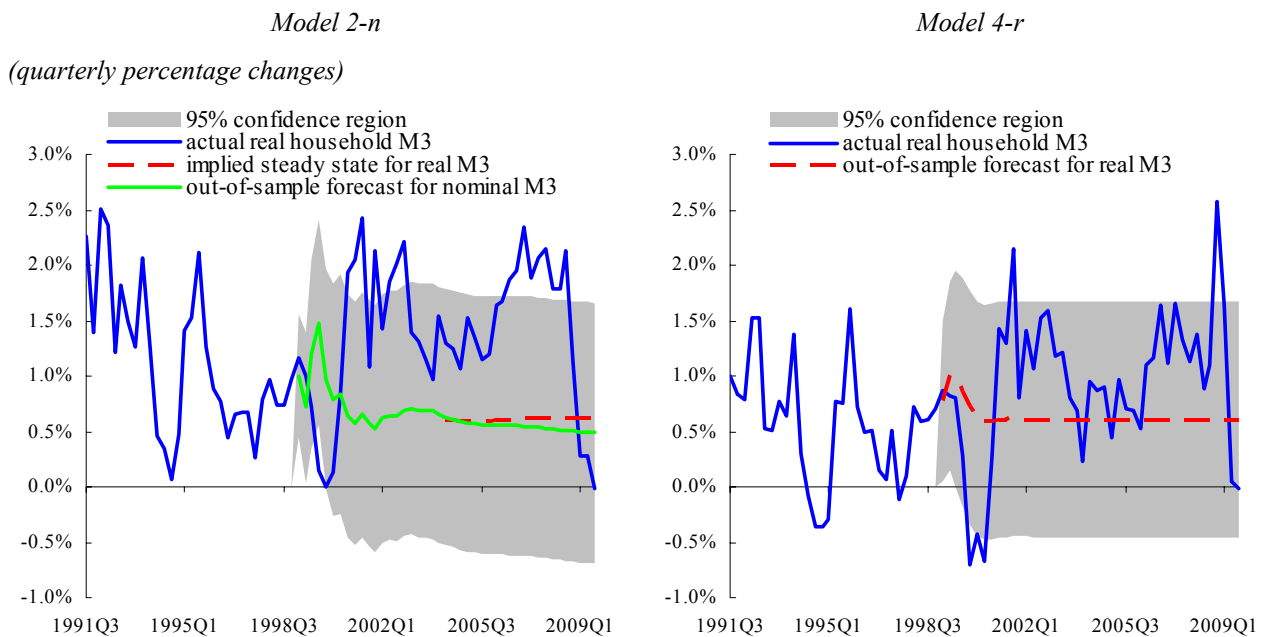 Model 2-n
Model 4-r
(quarterly percentage changes)
95% confidence region
actual real household M3
implied steady state for real M3
out-of-sample forecast for nominal M3
3.0%
2.5%
2.0%
1.5%
1.0%
0.5%
0.0%
-0.5%
-1.0%
1991Q3 1995Q1 1998Q3 2002Q1 2005Q3 2009Q1
95% confidence region
actual real household M3
out-of-sample forecast for real M3
3.0%
2.5%
2.0%
1.5%
1.0%
0.5%
0.0%
-0.5%
-1.0%
1991Q3 1995Q1 1998Q3 2002Q1 2005Q3 2009Q1